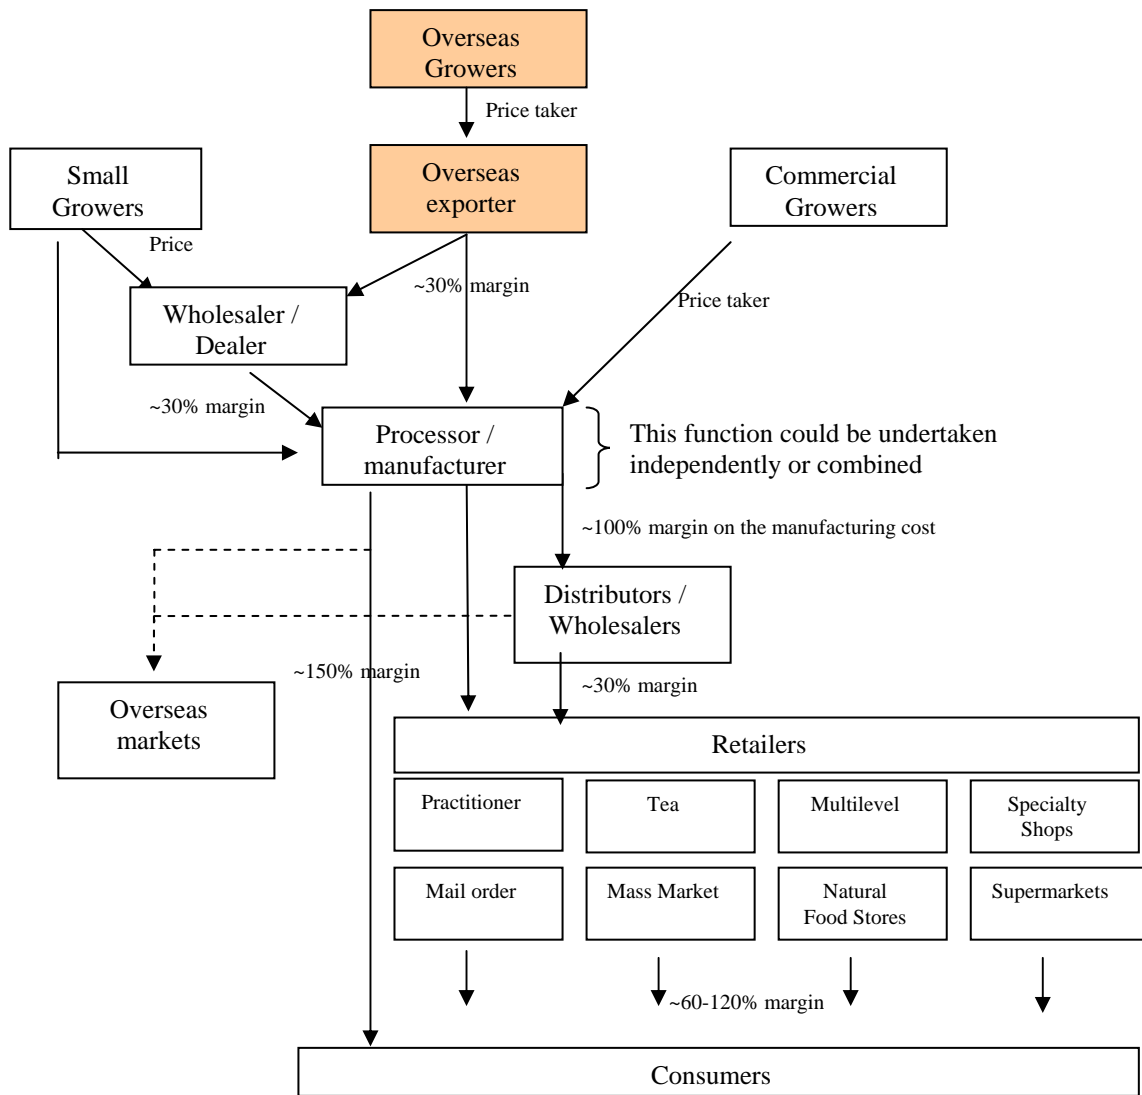 Overseas
Growers
Price taker
Small
Growers
Overseas
exporter
Commercial
Growers
Price
~30% margin
Price taker
Wholesaler /
Dealer
~30% margin
Processor /
manufacturer
This function could be undertaken
independently or combined
~100% margin on the manufacturing cost
Distributors /
Wholesalers
~150% margin
~30% margin
Overseas
markets
Retailers
Practitioner
Tea
Multilevel
Specialty
Shops
Mail order
Mass Market
Natural
Food Stores
Supermarkets
~60-120% margin
Consumers